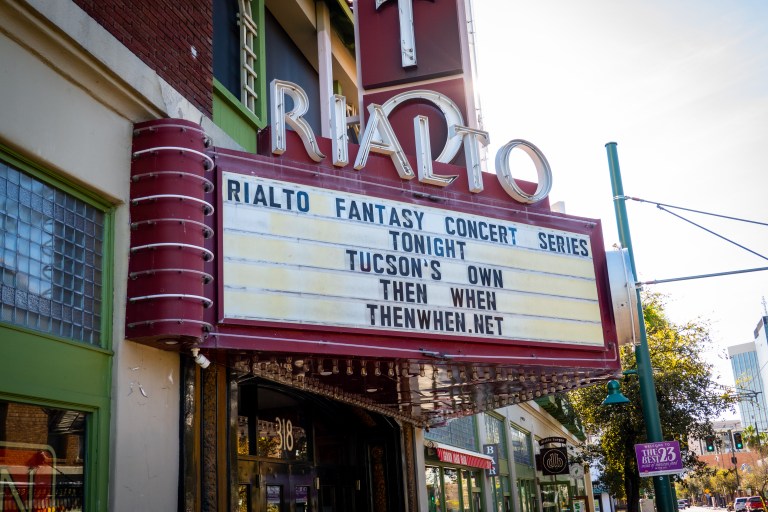 T
RIALTO
RIALTO FANTASY CONCERT SERIES
TONIGHT
TUCSON'S OWN
THEN WHEN
THENWHEN.NET
318
THE BEST 23